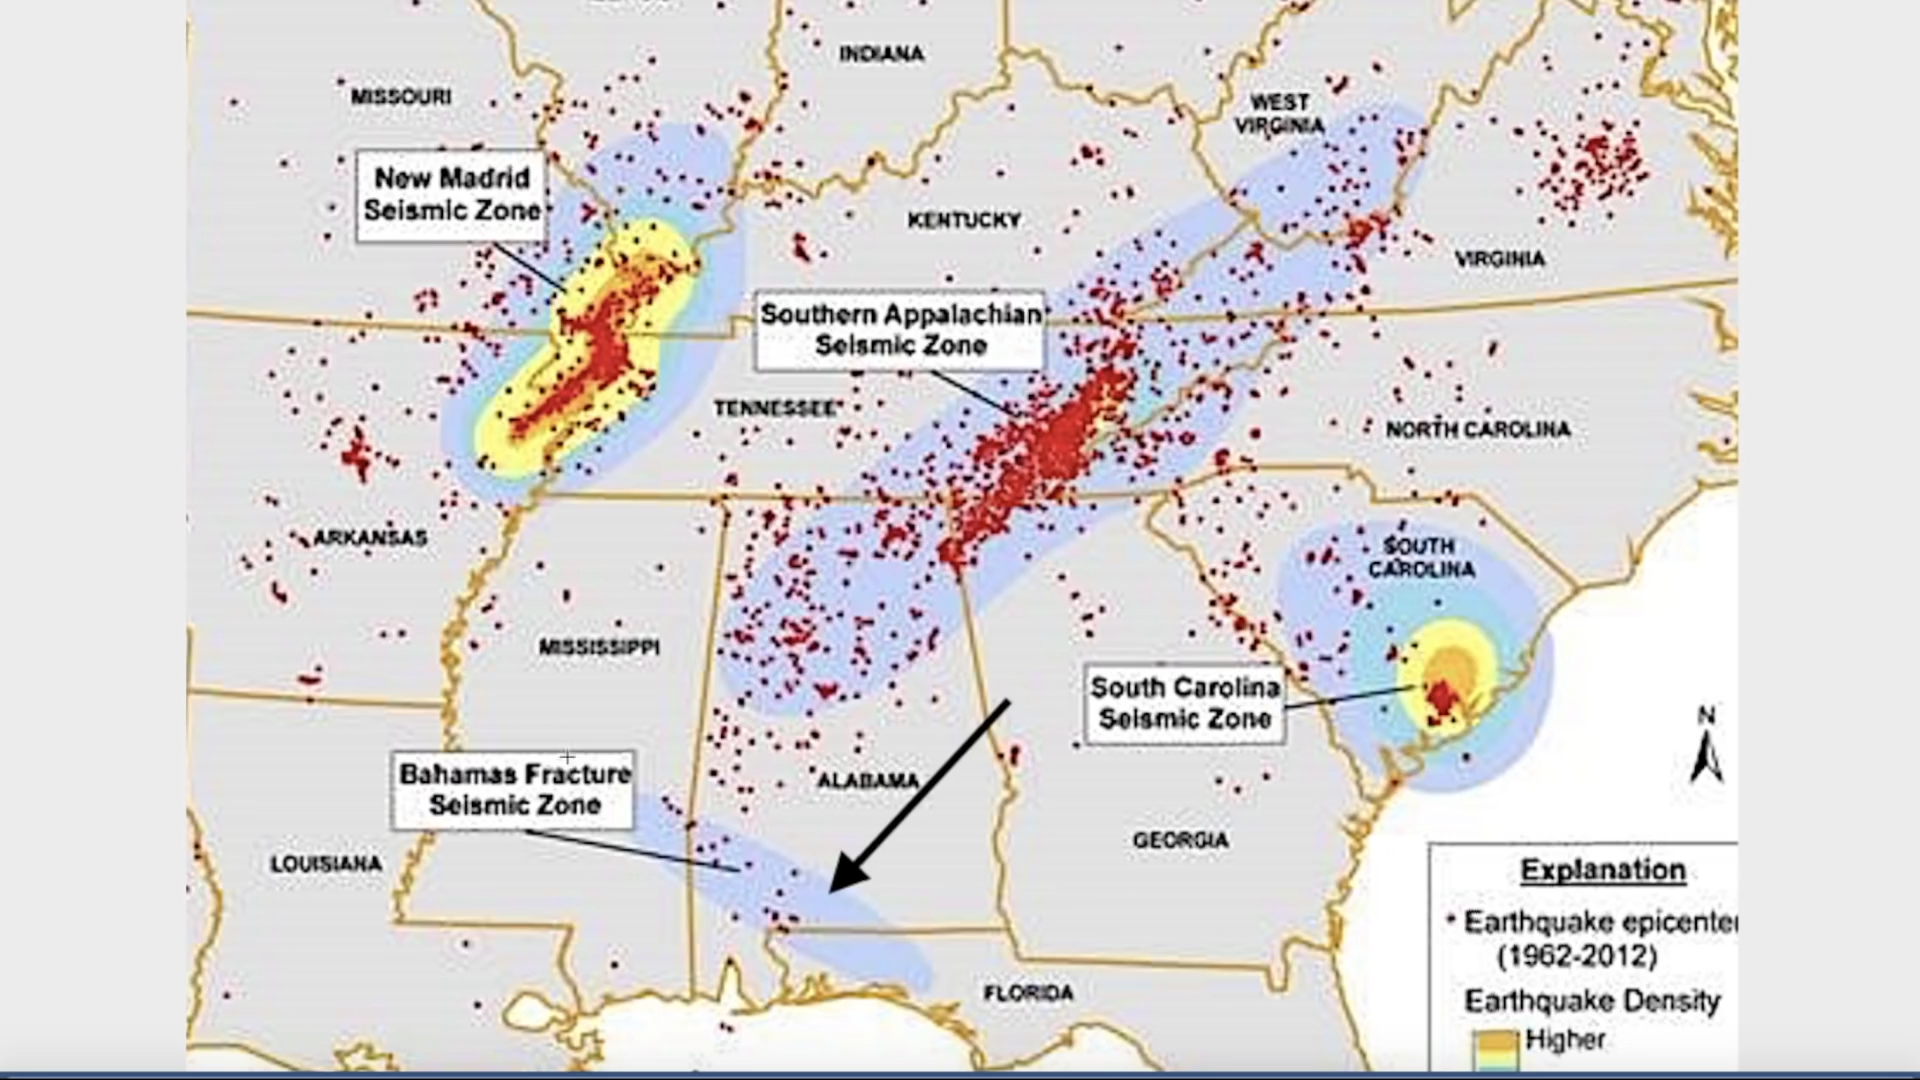 INDIANA
MISSOURI
WEST
VIRGINIA
New Madrid
Seismic Zone
KENTUCKY
VIRGINIA
Southern Appalachian
Seismic Zone
TENNESSEE
NORTH CAROLINA
ARKANSAS
SOUTH
CAROLINA
MISSISSIPPI
South Carolina
Seismic Zone
N
Bahamas Fracture
Seismic Zone
ALABAMA
GEORGIA
LOUISIANA
Explanation
Earthquake epicenter
(1962-2012)
FLORIDA
Earthquake Density
Higher